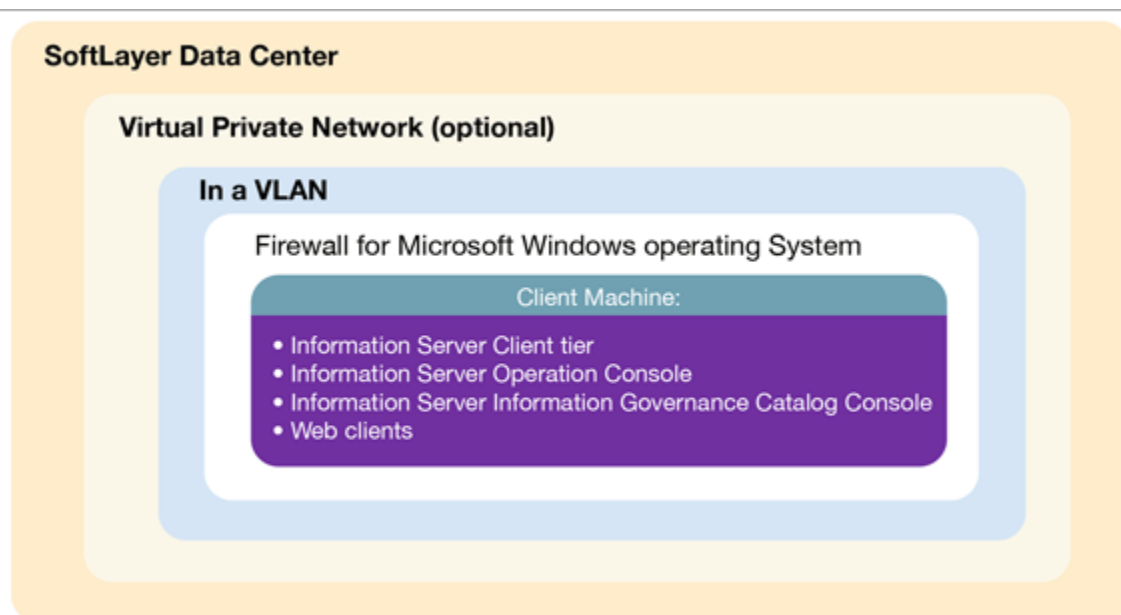 SoftLayer Data Center
Virtual Private Network (optional)
In a VLAN
Firewall for Microsoft Windows operating System
Client Machine:
• Information Server Client tier
• Information Server Operation Console
• Information Server Information Governance Catalog Console
• Web clients